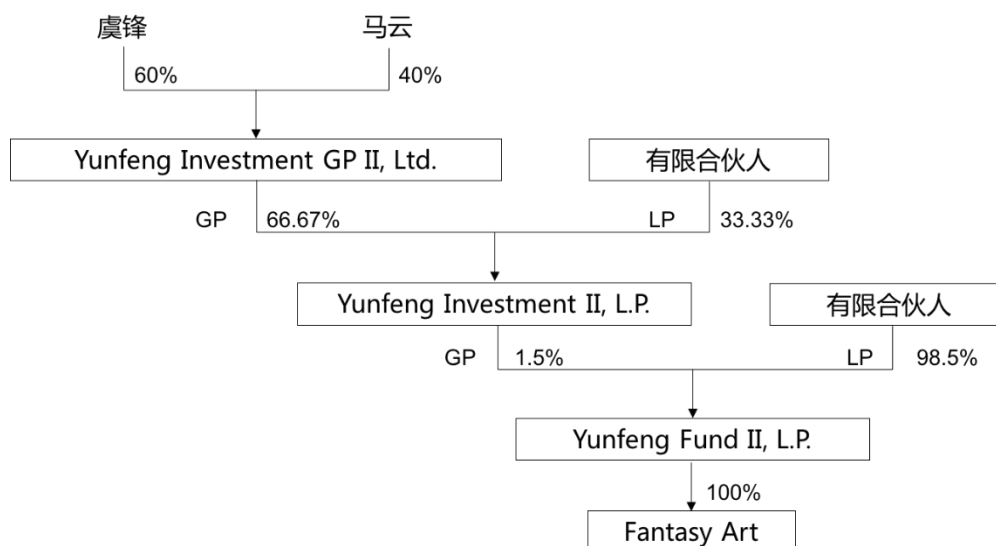 虞锋 马云
60% 40%
Yunfeng Investment GP II, Ltd. 有限合伙人
GP 66.67% LP 33.33%
Yunfeng Investment II, L.P. 有限合伙人
GP 1.5% LP 98.5%
Yunfeng Fund II, L.P.
100%
Fantasy Art